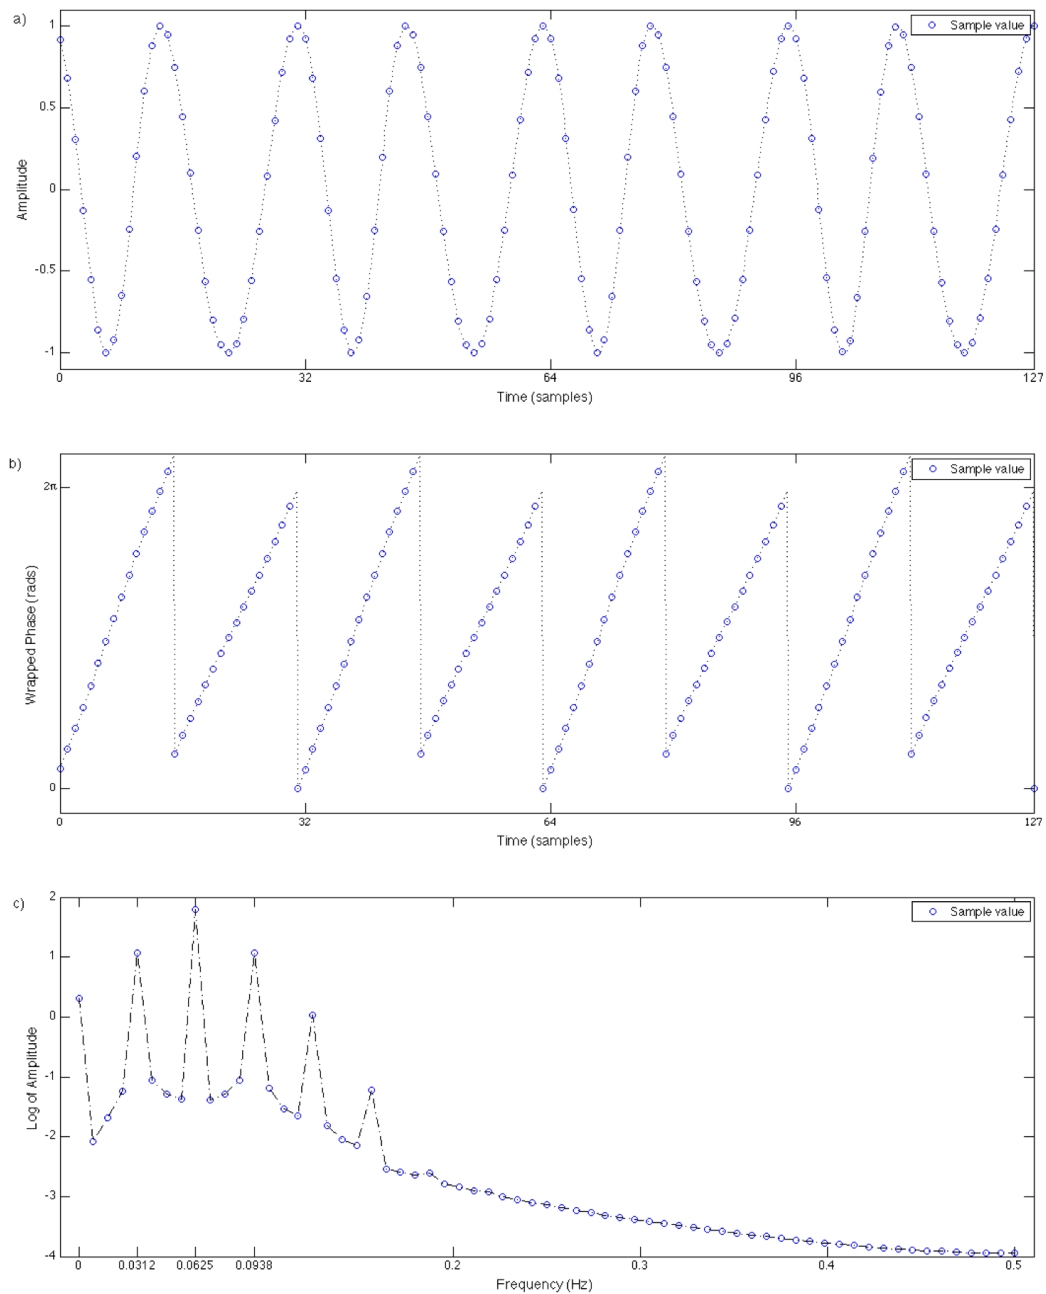 a)
1
Sample value
0.5
Amplitude
0
-0.5
-1
0 32 64 96 127
Time (samples)
b)
Sample value
2π
Wrapped Phase (rads)
0
0 32 64 96 127
Time (samples)
c)
2
Sample value
1
0
Log of Amplitude
-1
-2
-3
-4
0 0.0312 0.0625 0.0938 0.2 0.3 0.4 0.5
Frequency (Hz)